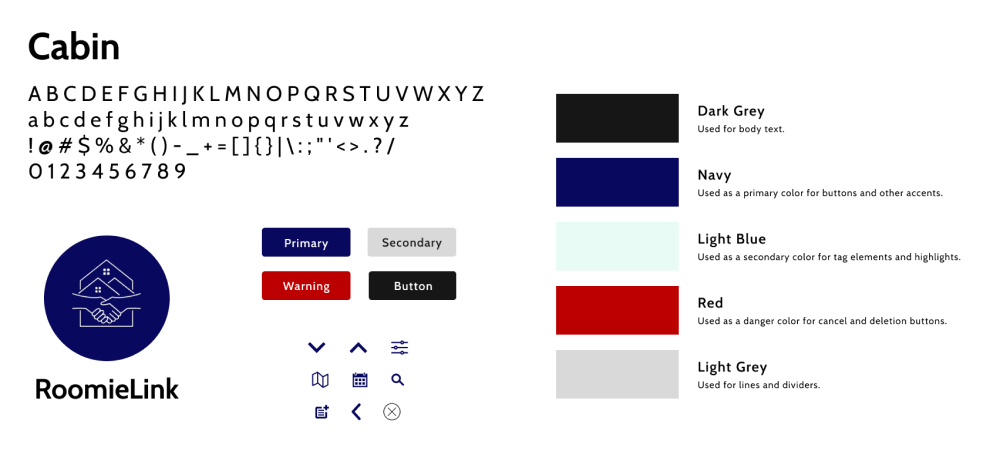 Cabin
A B C D E F G H I J K L M N O P Q R S T U V W X Y Z
a b c d e f g h i j k l m n o p q r s t u v w x y z
! @ # $ % & * ( ) - _ + = [ ] { } | \ : ; " ' < > . ? /
0 1 2 3 4 5 6 7 8 9
RoomieLink
Primary
Secondary
Warning
Button
Dark Grey
Used for body text.
Navy
Used as a primary color for buttons and other accents.
Light Blue
Used as a secondary color for tag elements and highlights.
Red
Used as a danger color for cancel and deletion buttons.
Light Grey
Used for lines and dividers.